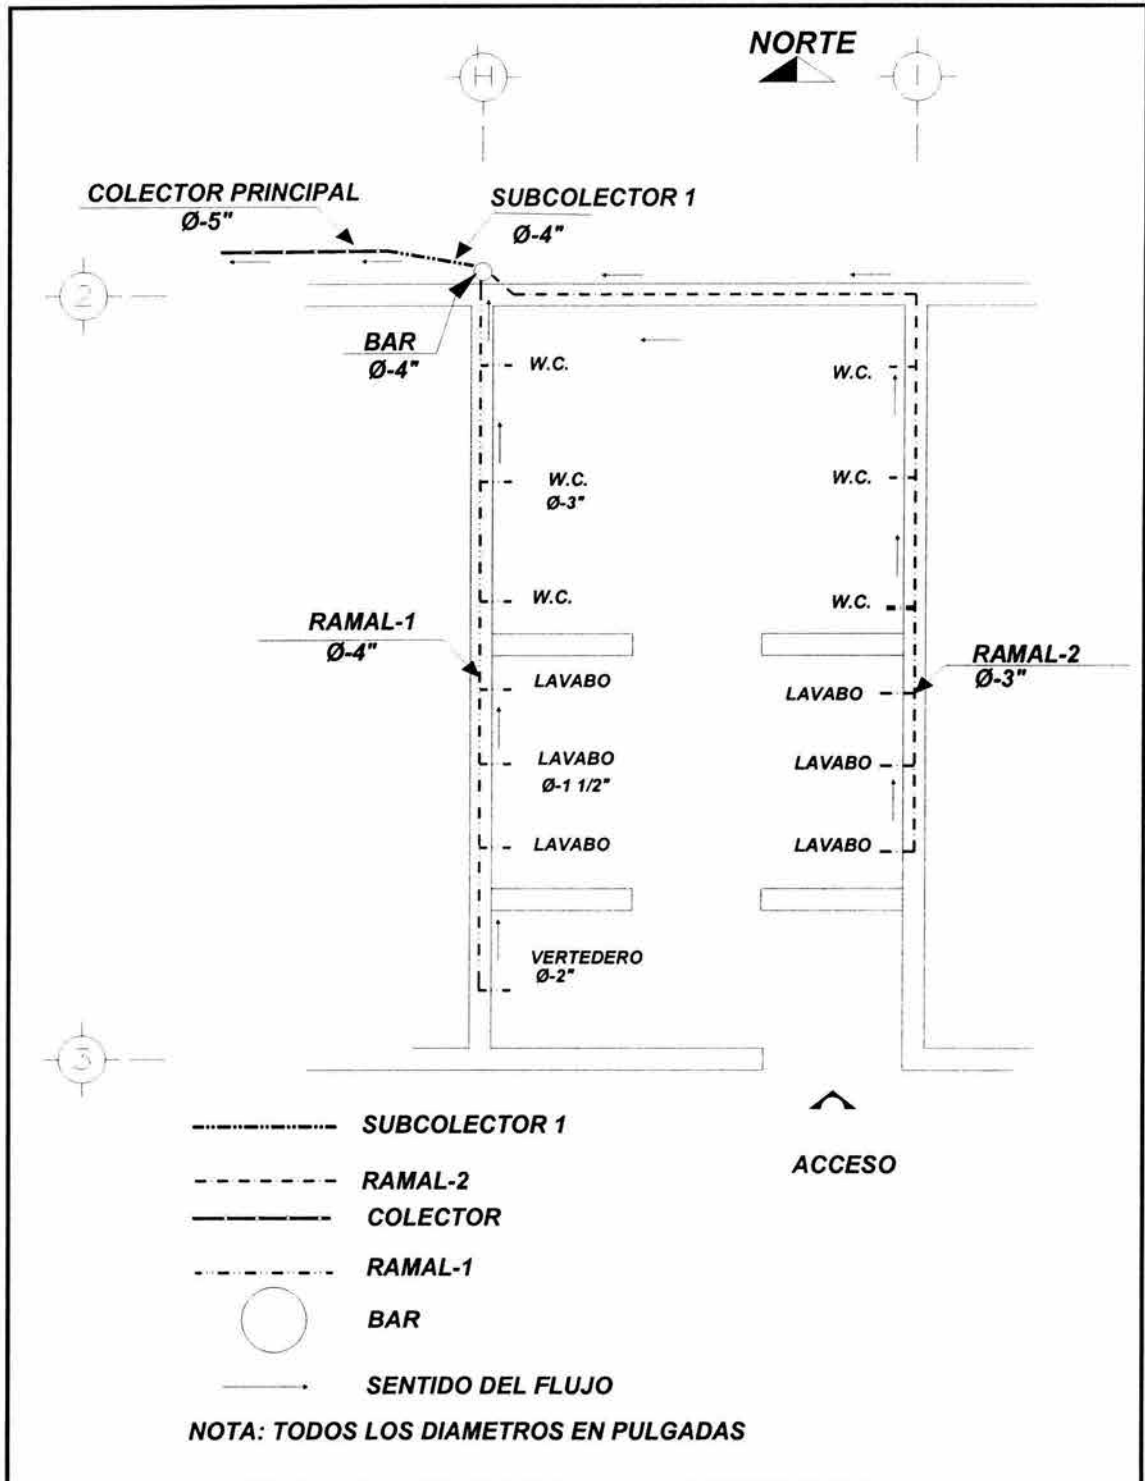 NORTE
H
1
COLECTOR PRINCIPAL
Ø-5"
SUBCOLECTOR 1
Ø-4"
2
BAR
Ø-4"
W.C.
W.C.
W.C.
Ø-3"
W.C.
W.C.
W.C.
RAMAL-1
Ø-4"
RAMAL-2
Ø-3"
LAVABO
LAVABO
LAVABO
Ø-1 1/2"
LAVABO
LAVABO
LAVABO
VERTEDERO
Ø-2"
3
ACCESO
SUBCOLECTOR 1
RAMAL-2
COLECTOR
RAMAL-1
BAR
SENTIDO DEL FLUJO
NOTA: TODOS LOS DIAMETROS EN PULGADAS